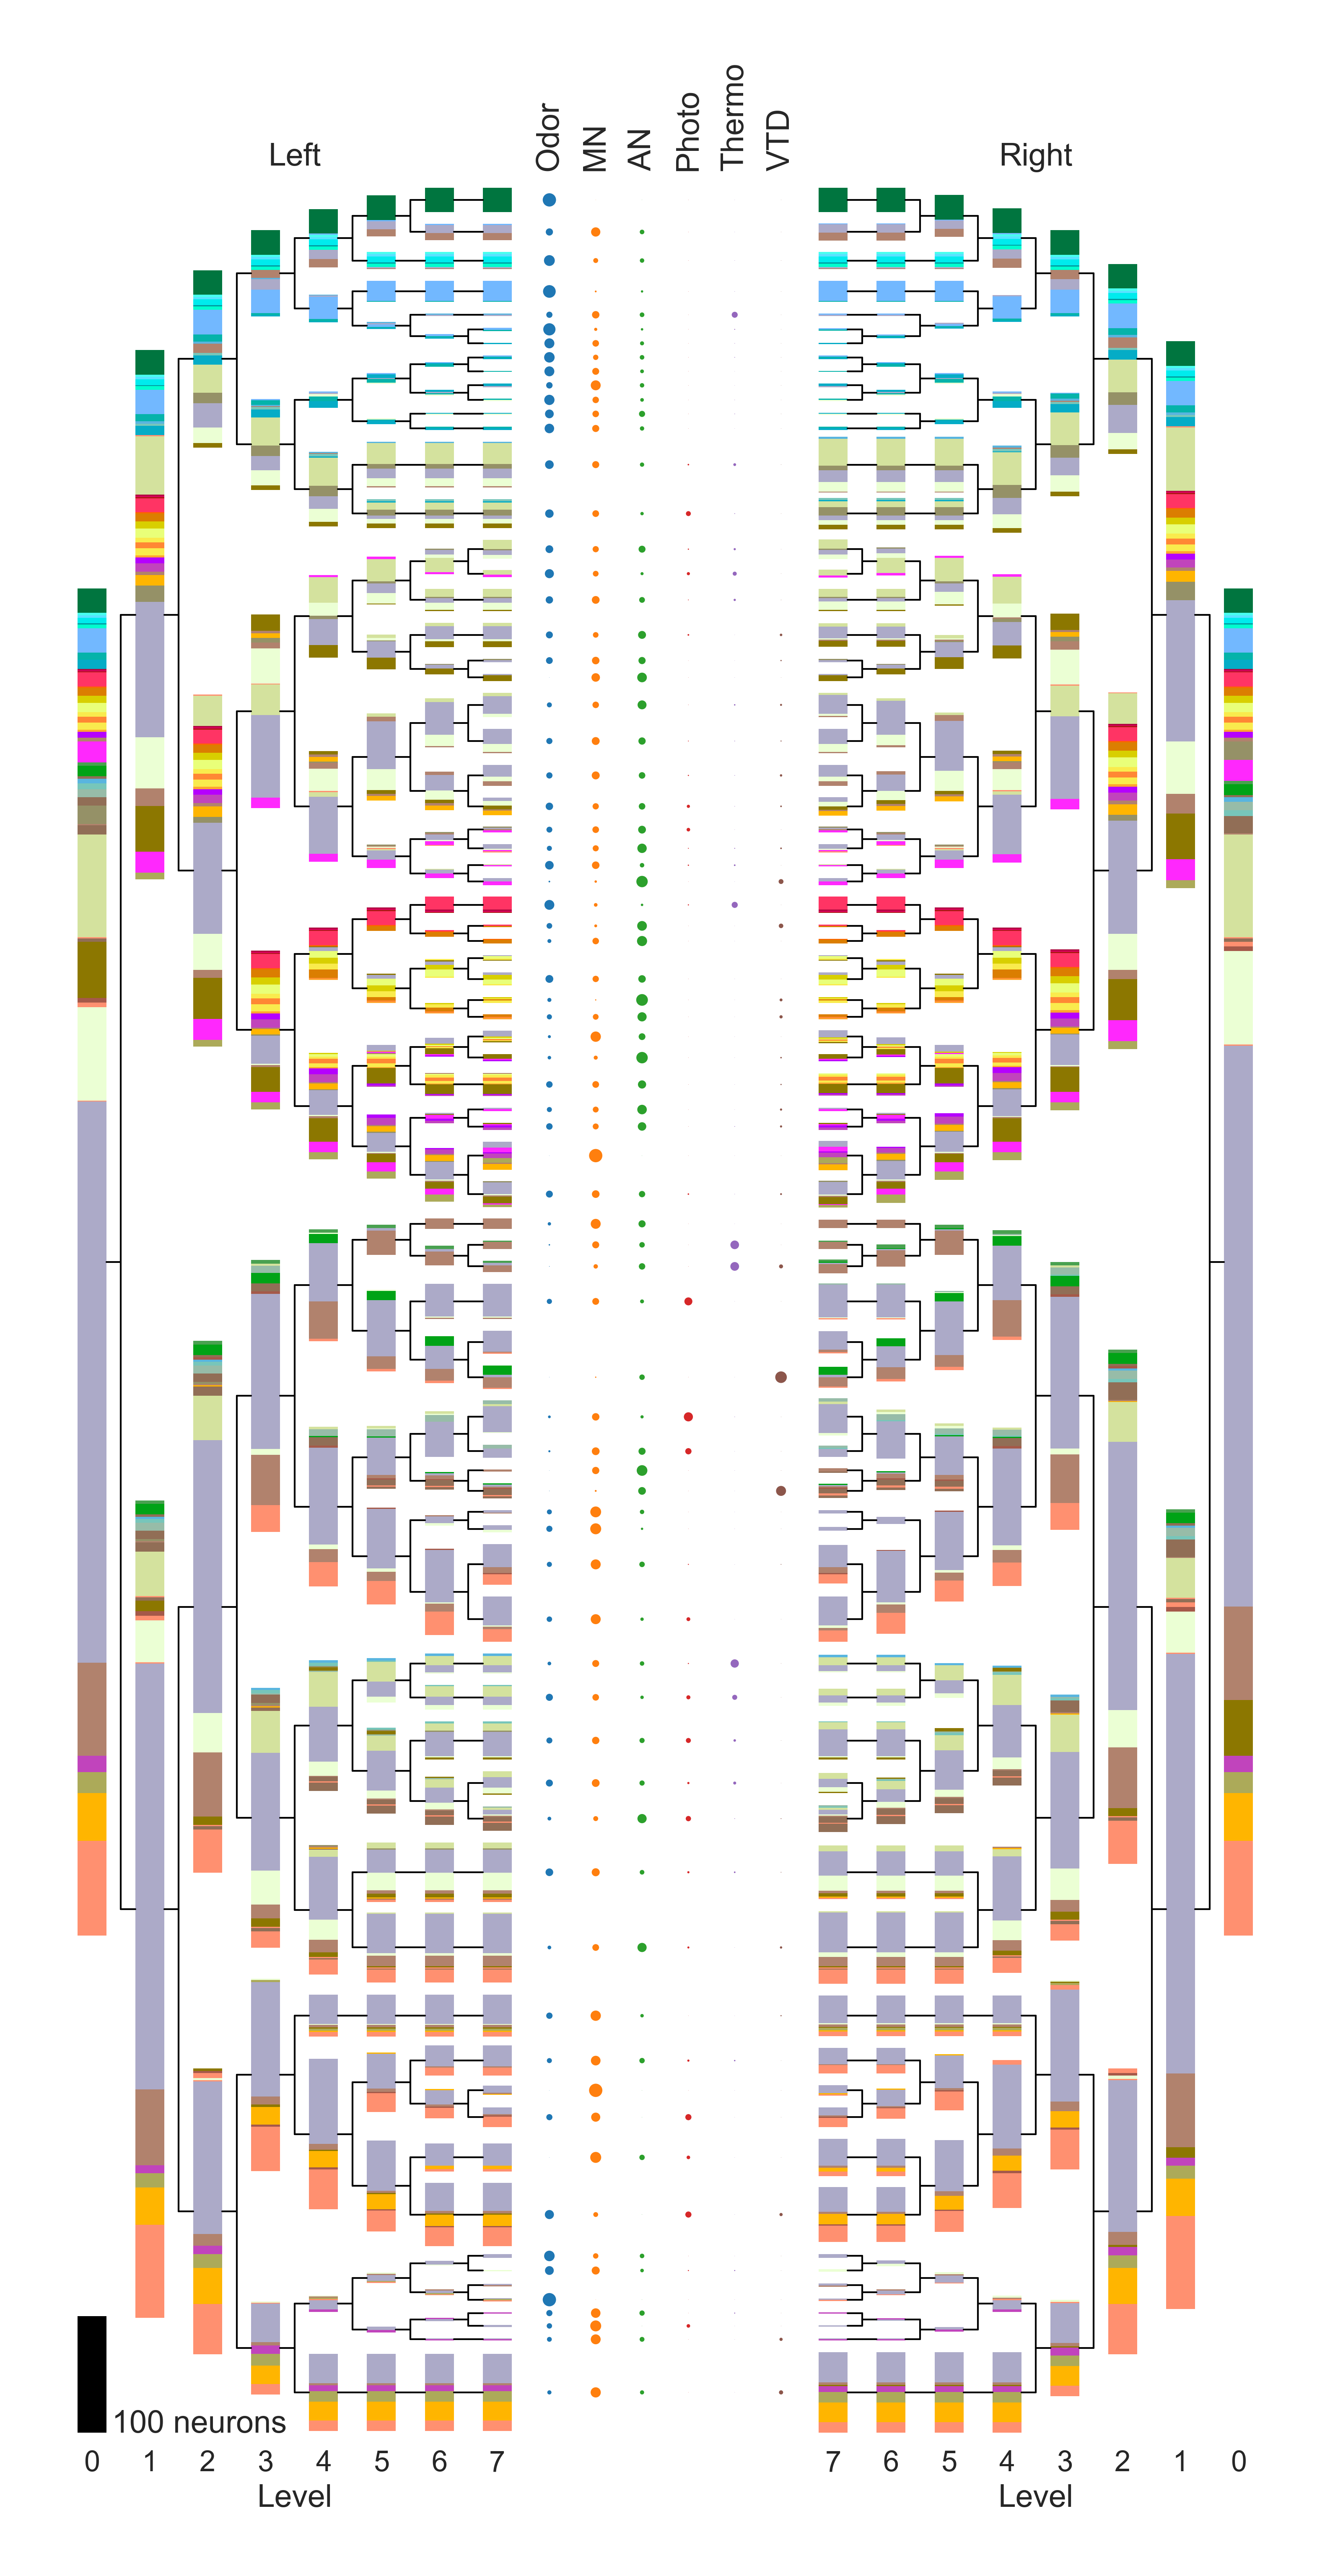 Left
Odor
MN
AN
Photo
Thermo
VTD
Right
100 neurons
0 1 2 3 4 5 6 7
7 6 5 4 3 2 1 0
Level
Level